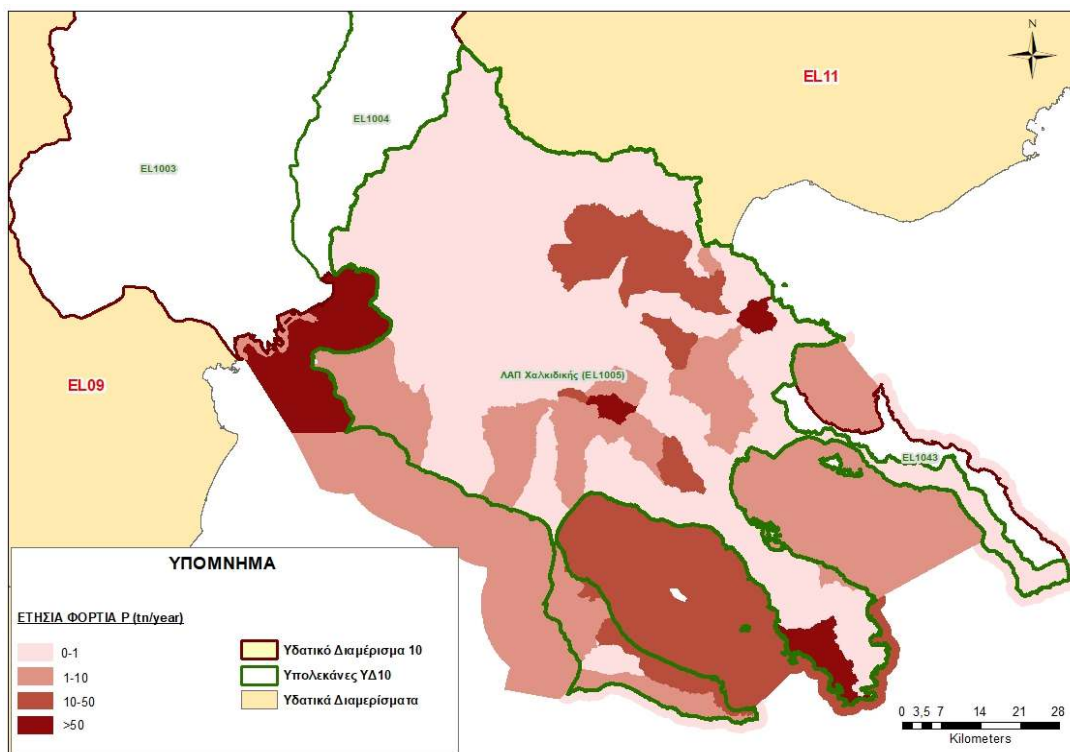 N
EL11
EL1004
EL1003
ΛΑΠ Χαλκιδικής (EL1005)
EL09
EL1043
ΥΠΟΜΝΗΜΑ
ΕΤΗΣΙΑ ΦΟΡΤΙΑ P (tn/year)
0-1
1-10
10-50
>50
Υδατικό Διαμέρισμα 10
Υπολεκάνες ΥΔ10
Υδατικά Διαμερίσματα
0 3,5 7 14 21 28
Kilometers